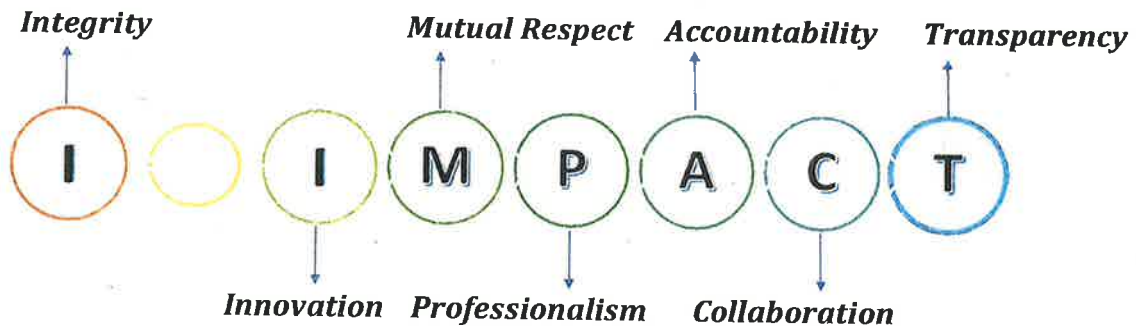 Integrity Mutual Respect Accountability Transparency
I I M P A C T
Innovation Professionalism Collaboration